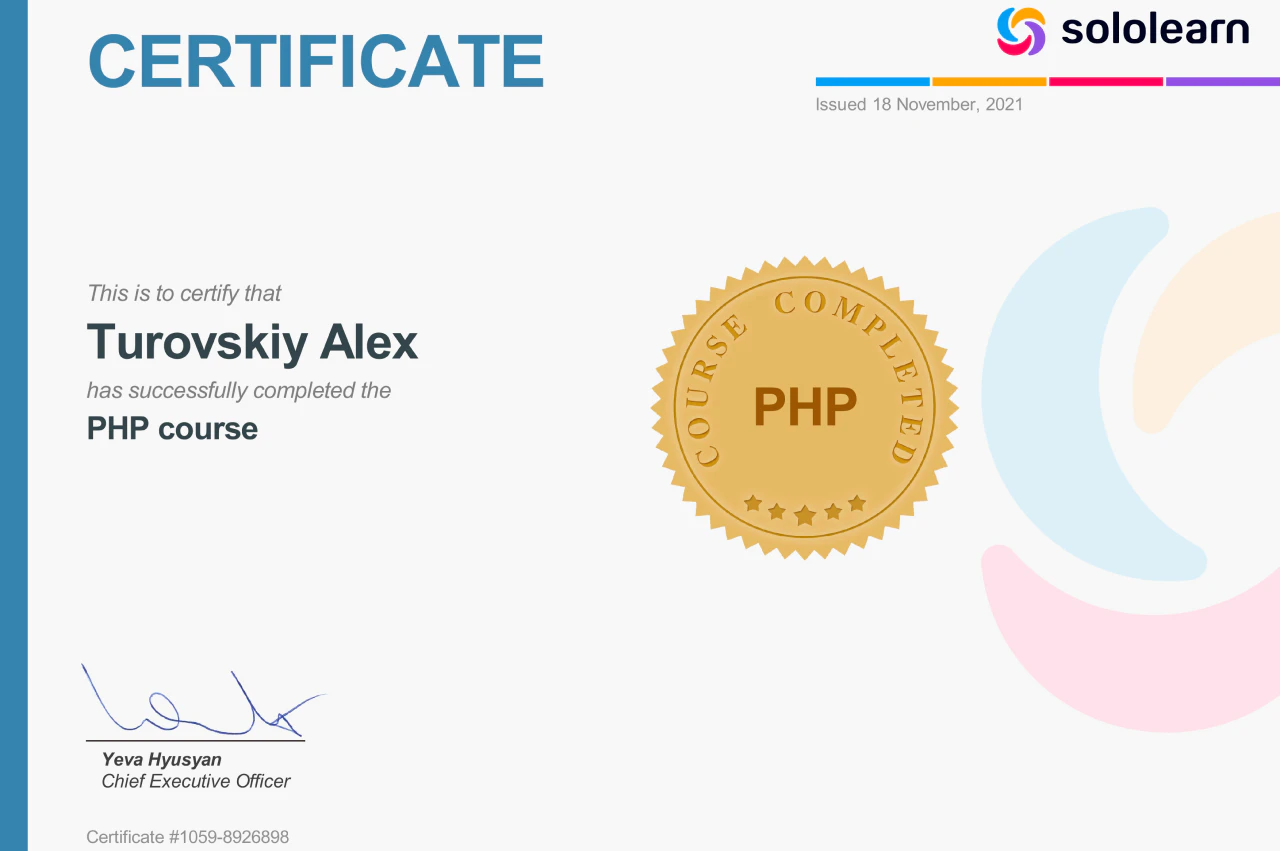 CERTIFICATE
sololearn
Issued 18 November, 2021
This is to certify that
Turovskiy Alex
has successfully completed the
PHP course
COURSE COMPLETED
PHP
Yeva Hyusyan
Chief Executive Officer
Certificate #1059-8926898